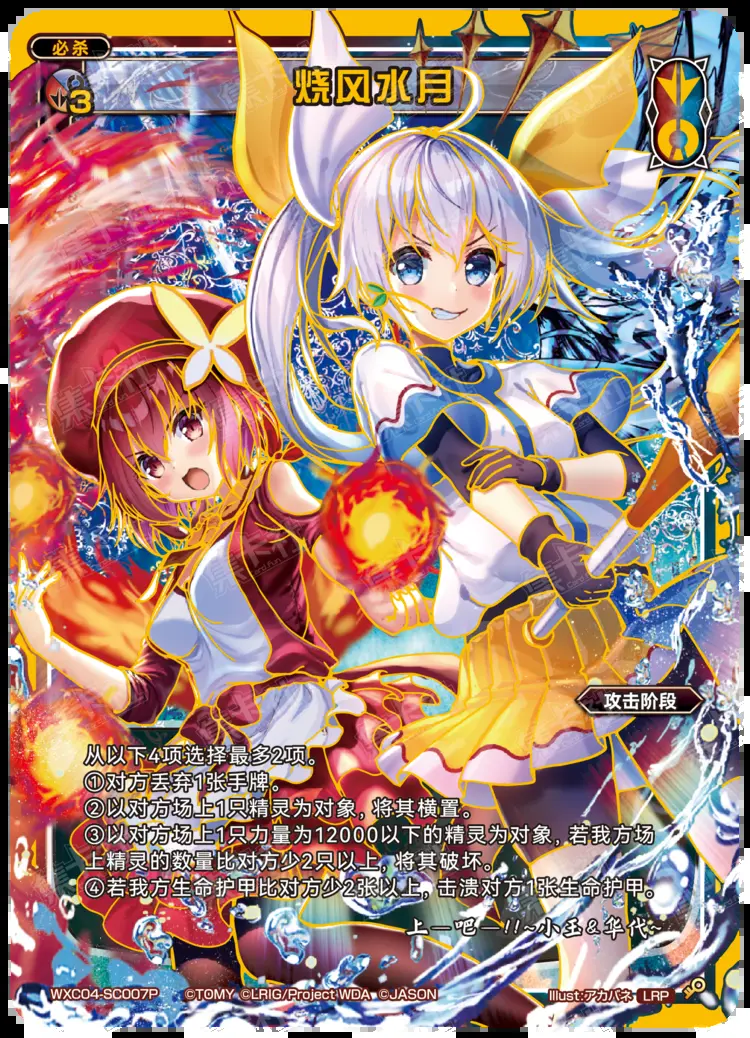 必杀
3
烧风水月
攻击阶段
从以下4项选择最多2项。
①对方丢弃1张手牌。
②以对方场上1只精灵为对象，将其横置。
③以对方场上1只力量为12000以下的精灵为对象，若我方场
上精灵的数量比对方少2只以上，将其破坏。
④若我方生命护甲比对方少2张以上，击溃对方1张生命护甲。
上—吧—!!~小玉&华代~
WXC04-SC007P ©TOMY ©LRIG/Project WDA ©JASON Illust:アカバネ LRP